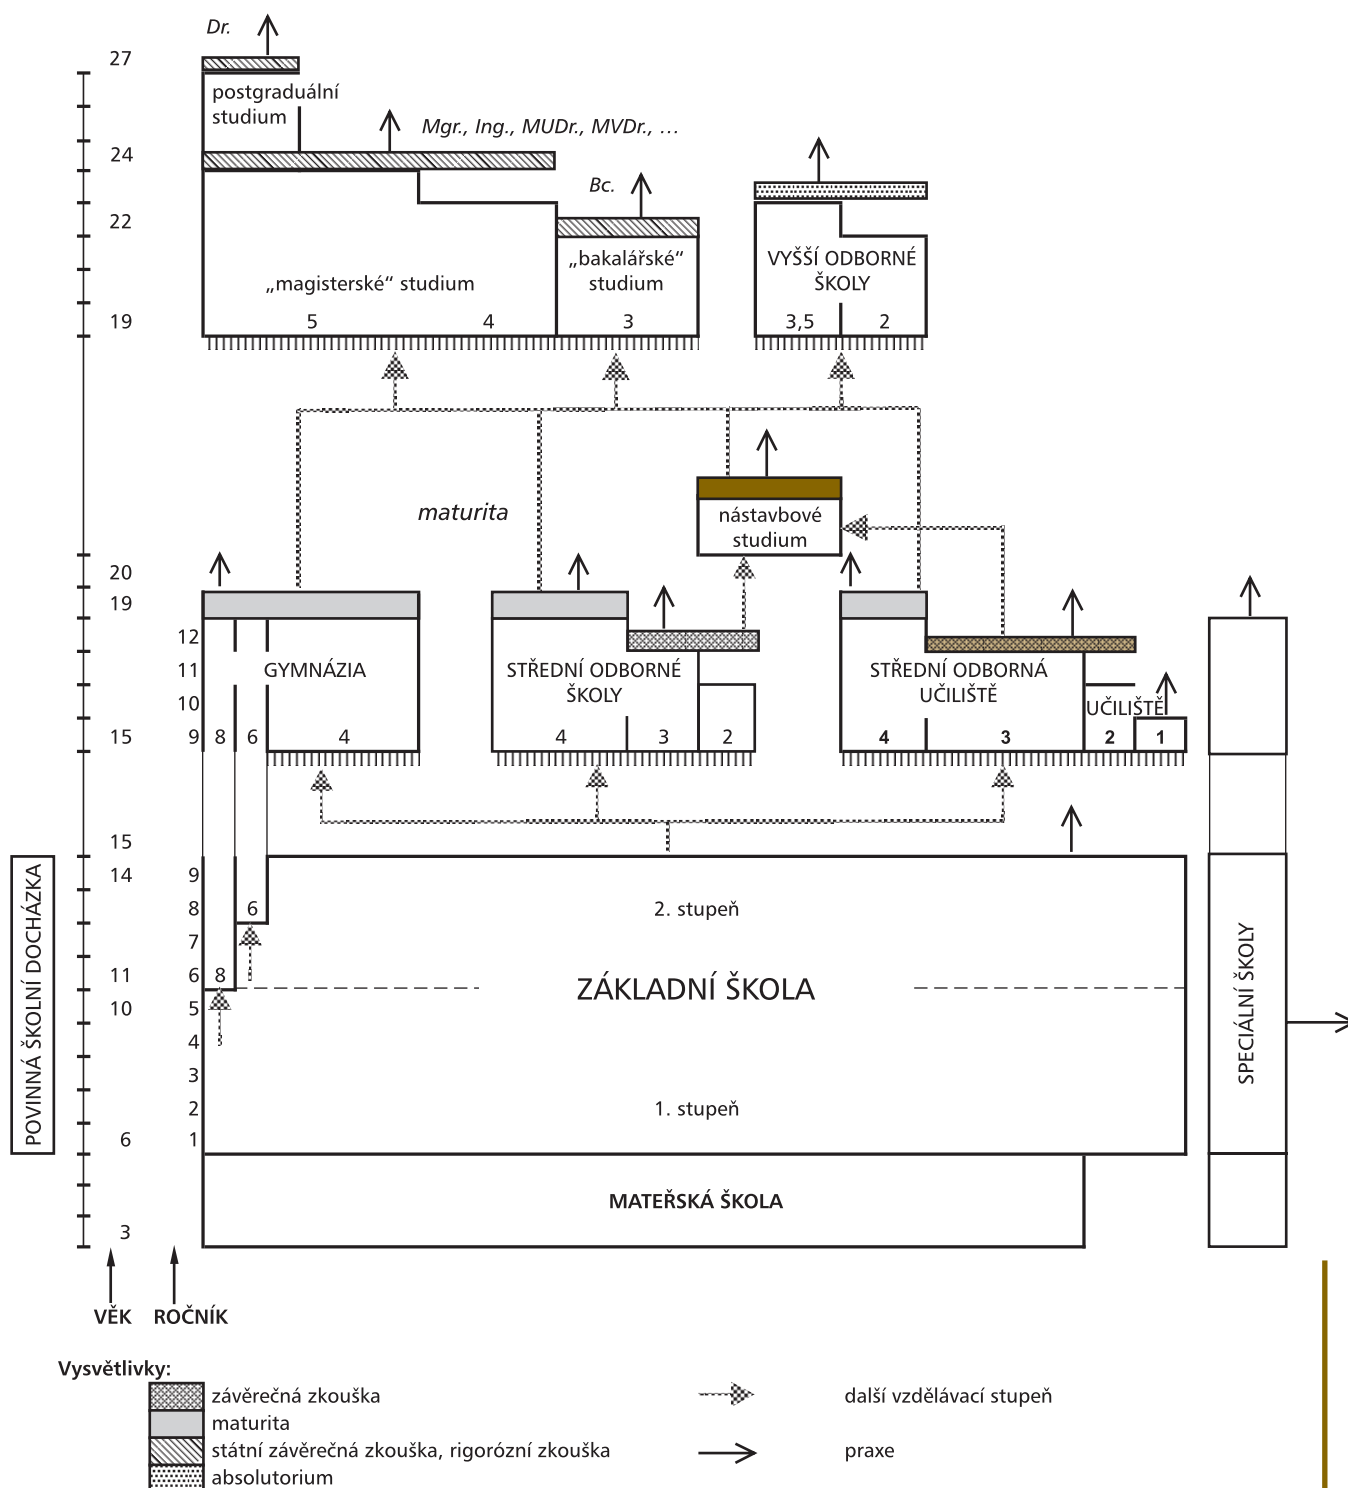 Dr.
27
postgraduální
studium
Mgr., Ing., MUDr., MVDr., ...
24
Bc.
22
„magisterské“ studium
„bakalářské“
studium
VYŠŠÍ ODBORNÉ
ŠKOLY
19
5
4
3
3,5
2
maturita
nástavbové
studium
20
19
12
11
10
9
15
GYMNÁZIA
8
6
4
STŘEDNÍ ODBORNÉ
ŠKOLY
4
3
2
STŘEDNÍ ODBORNÁ
UČILIŠTĚ
UČILIŠTĚ
4
3
2
1
15
POVINNÁ ŠKOLNÍ DOCHÁZKA
14
9
8
6
2. stupeň
7
11
6
8
ZÁKLADNÍ ŠKOLA
10
5
4
3
2
1. stupeň
6
1
SPECIÁLNÍ ŠKOLY
MATEŘSKÁ ŠKOLA
3
VĚK
ROČNÍK
Vysvětlivky:
závěrečná zkouška
další vzdělávací stupeň
maturita
státní závěrečná zkouška, rigorózní zkouška
praxe
absolutorium